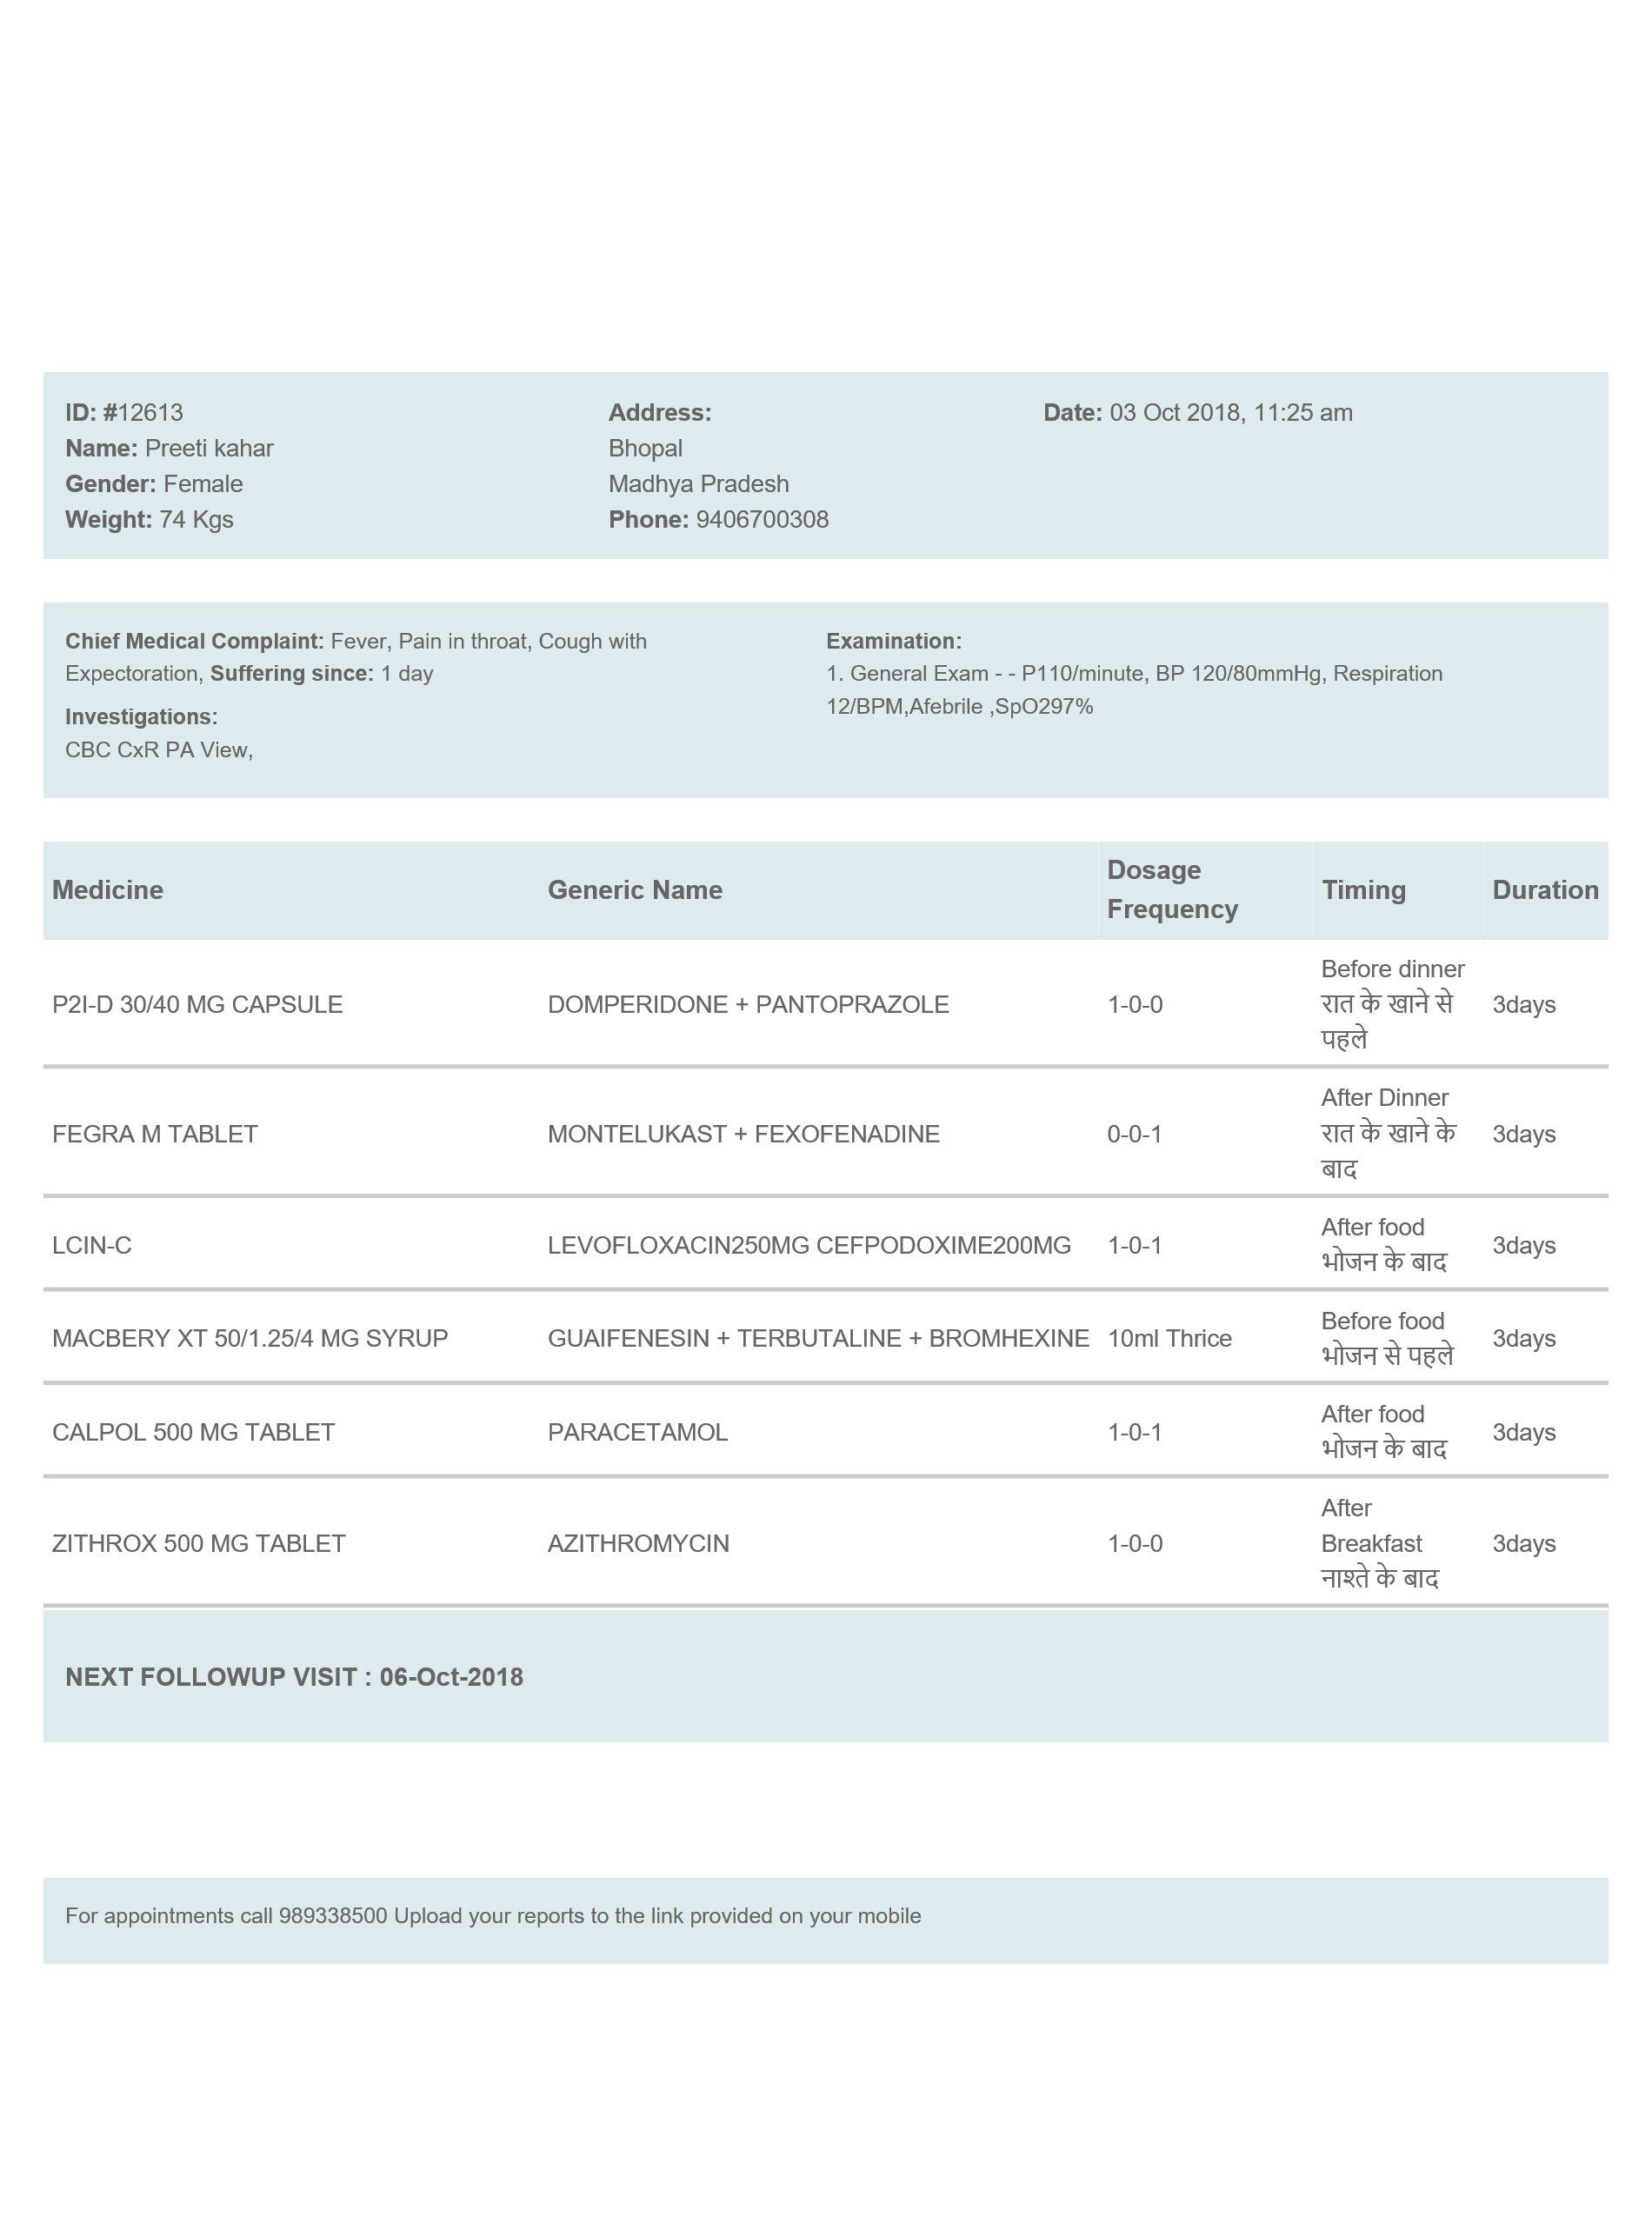 ID: #12613
Name: Preeti kahar
Gender: Female
Weight: 74 Kgs
Address:
Bhopal
Madhya Pradesh
Phone: 9406700308
Date: 03 Oct 2018, 11:25 am
Chief Medical Complaint: Fever, Pain in throat, Cough with
Expectoration, Suffering since: 1 day
Investigations:
CBC CxR PA View,
Examination:
1. General Exam - - P110/minute, BP 120/80mmHg, Respiration
12/BPM,Afebrile ,SpO297%
Medicine Generic Name Dosage Frequency Timing Duration
P2I-D 30/40 MG CAPSULE DOMPERIDONE + PANTOPRAZOLE 1-0-0 Before dinner रात के खाने से पहले 3days
FEGRA M TABLET MONTELUKAST + FEXOFENADINE 0-0-1 After Dinner रात के खाने के बाद 3days
LCIN-C LEVOFLOXACIN250MG CEFPODOXIME200MG 1-0-1 After food भोजन के बाद 3days
MACBERY XT 50/1.25/4 MG SYRUP GUAIFENESIN + TERBUTALINE + BROMHEXINE 10ml Thrice Before food भोजन से पहले 3days
CALPOL 500 MG TABLET PARACETAMOL 1-0-1 After food भोजन के बाद 3days
ZITHROX 500 MG TABLET AZITHROMYCIN 1-0-0 After Breakfast नाश्ते के बाद 3days
NEXT FOLLOWUP VISIT : 06-Oct-2018
For appointments call 989338500 Upload your reports to the link provided on your mobile